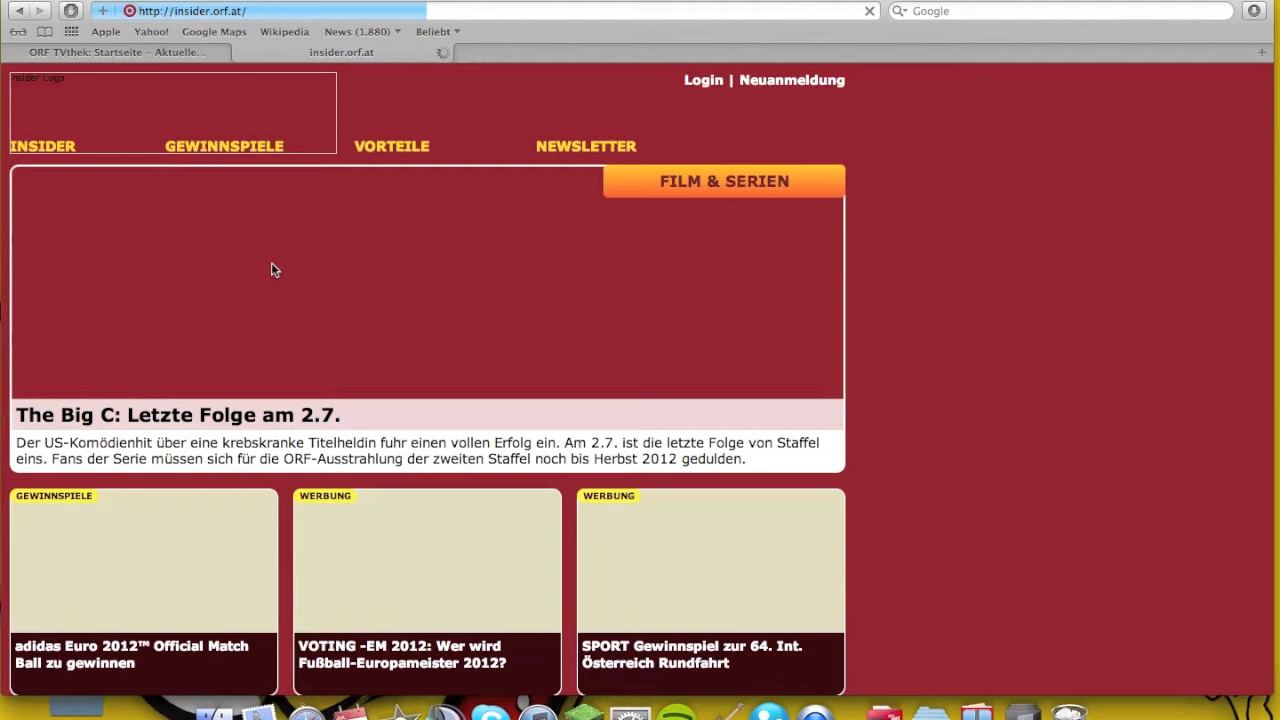 http://insider.orf.at/
Google
Apple Yahoo! Google Maps Wikipedia News (1.880) Beliebt
ORF TVthek: Startseite – Aktuelle...
insider.orf.at
nsider Logo
Login | Neuanmeldung
INSIDER GEWINNSPIELE VORTEILE NEWSLETTER
FILM & SERIEN
The Big C: Letzte Folge am 2.7.
Der US-Komödienhit über eine krebskranke Titelheldin fuhr einen vollen Erfolg ein. Am 2.7. ist die letzte Folge von Staffel
eins. Fans der Serie müssen sich für die ORF-Ausstrahlung der zweiten Staffel noch bis Herbst 2012 gedulden.
GEWINNSPIELE
adidas Euro 2012™ Official Match
Ball zu gewinnen
WERBUNG
VOTING -EM 2012: Wer wird
Fußball-Europameister 2012?
WERBUNG
SPORT Gewinnspiel zur 64. Int.
Österreich Rundfahrt